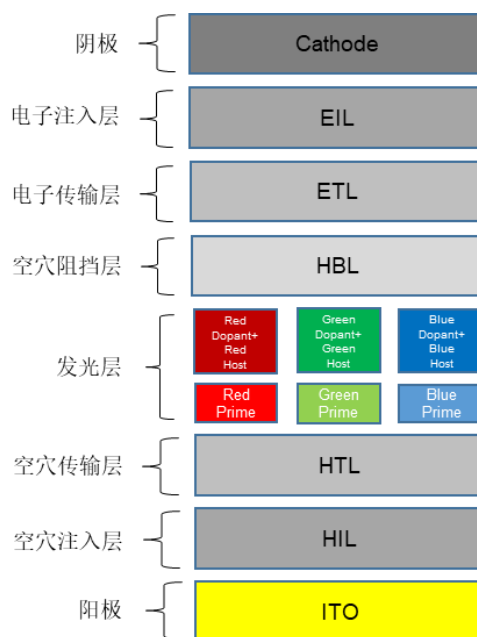 阴极
Cathode
电子注入层
EIL
电子传输层
ETL
空穴阻挡层
HBL
发光层
Red
Dopant+
Red
Host
Green
Dopant+
Green
Host
Blue
Dopant+
Blue
Host
Red
Prime
Green
Prime
Blue
Prime
空穴传输层
HTL
空穴注入层
HIL
阳极
ITO